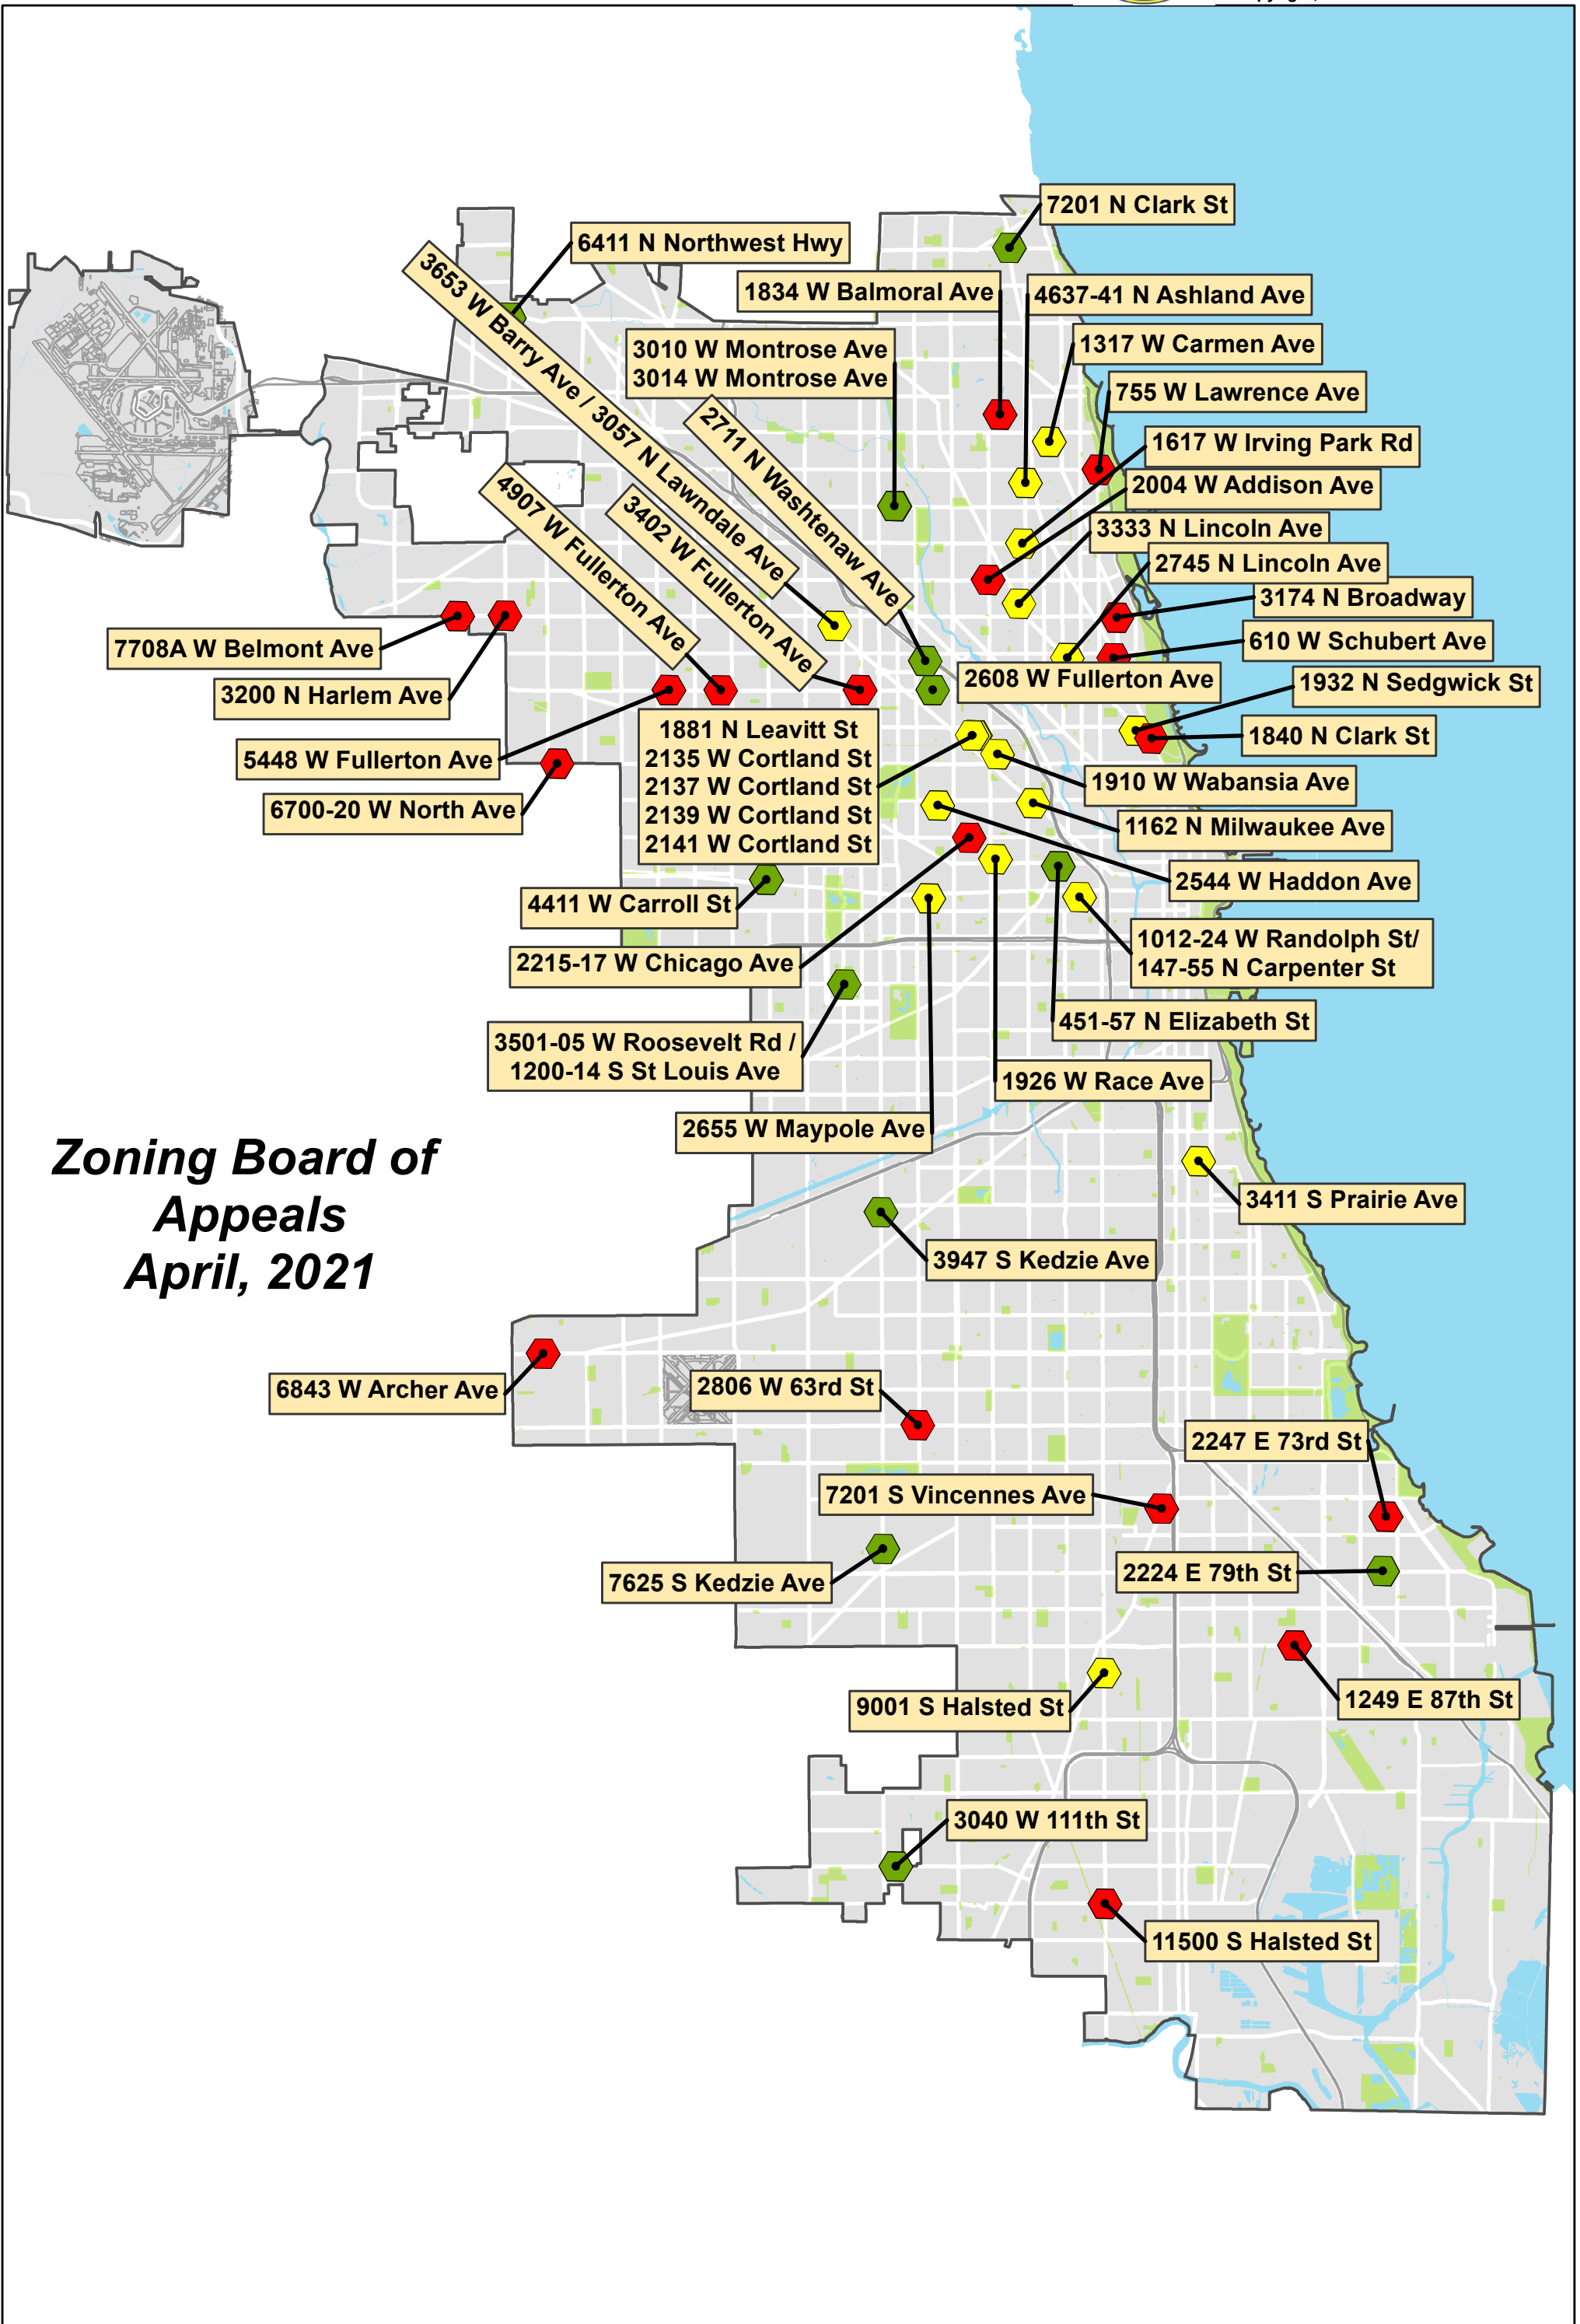 7201 N Clark St
6411 N Northwest Hwy
1834 W Balmoral Ave
4637-41 N Ashland Ave
3653 W Barry Ave / 3057 N Lawndale Ave
3010 W Montrose Ave
3014 W Montrose Ave
1317 W Carmen Ave
755 W Lawrence Ave
2711 N Washtenaw Ave
1617 W Irving Park Rd
2004 W Addison Ave
4907 W Fullerton Ave
3402 W Fullerton Ave
3333 N Lincoln Ave
2745 N Lincoln Ave
3174 N Broadway
7708A W Belmont Ave
610 W Schubert Ave
2608 W Fullerton Ave
1932 N Sedgwick St
3200 N Harlem Ave
1881 N Leavitt St
2135 W Cortland St
2137 W Cortland St
2139 W Cortland St
2141 W Cortland St
1840 N Clark St
5448 W Fullerton Ave
1910 W Wabansia Ave
6700-20 W North Ave
1162 N Milwaukee Ave
2544 W Haddon Ave
4411 W Carroll St
1012-24 W Randolph St/
147-55 N Carpenter St
2215-17 W Chicago Ave
451-57 N Elizabeth St
3501-05 W Roosevelt Rd /
1200-14 S St Louis Ave
1926 W Race Ave
2655 W Maypole Ave
Zoning Board of
Appeals
April, 2021
3411 S Prairie Ave
3947 S Kedzie Ave
6843 W Archer Ave
2806 W 63rd St
2247 E 73rd St
7201 S Vincennes Ave
2224 E 79th St
7625 S Kedzie Ave
1249 E 87th St
9001 S Halsted St
3040 W 111th St
11500 S Halsted St